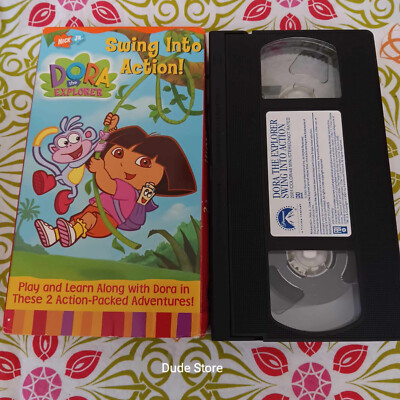 NICK JR.
Swing Into
Action!
DORA
the
EXPLORER
Play and Learn Along with Dora in
These 2 Action-Packed Adventures!
DORA THE EXPLORER
SWING INTO ACTION
Paramount
Dude Store